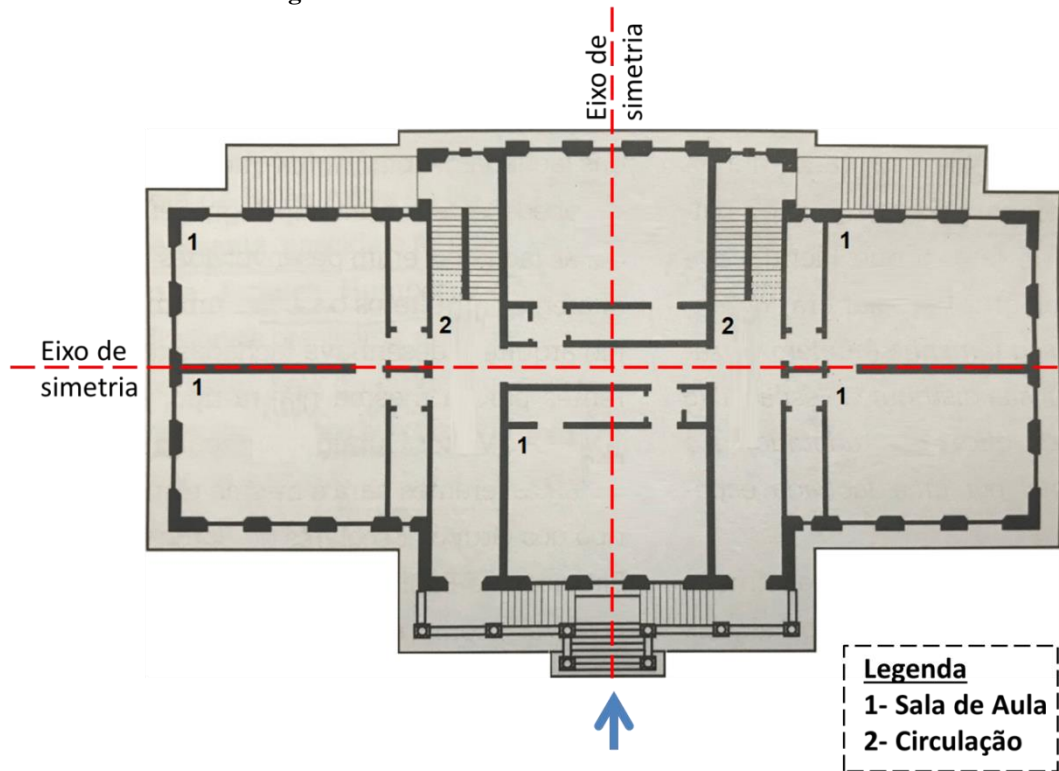 g
Eixo de
simetria
1
1
2
2
Eixo de
simetria
1
1
1
Legenda
1- Sala de Aula
2- Circulação